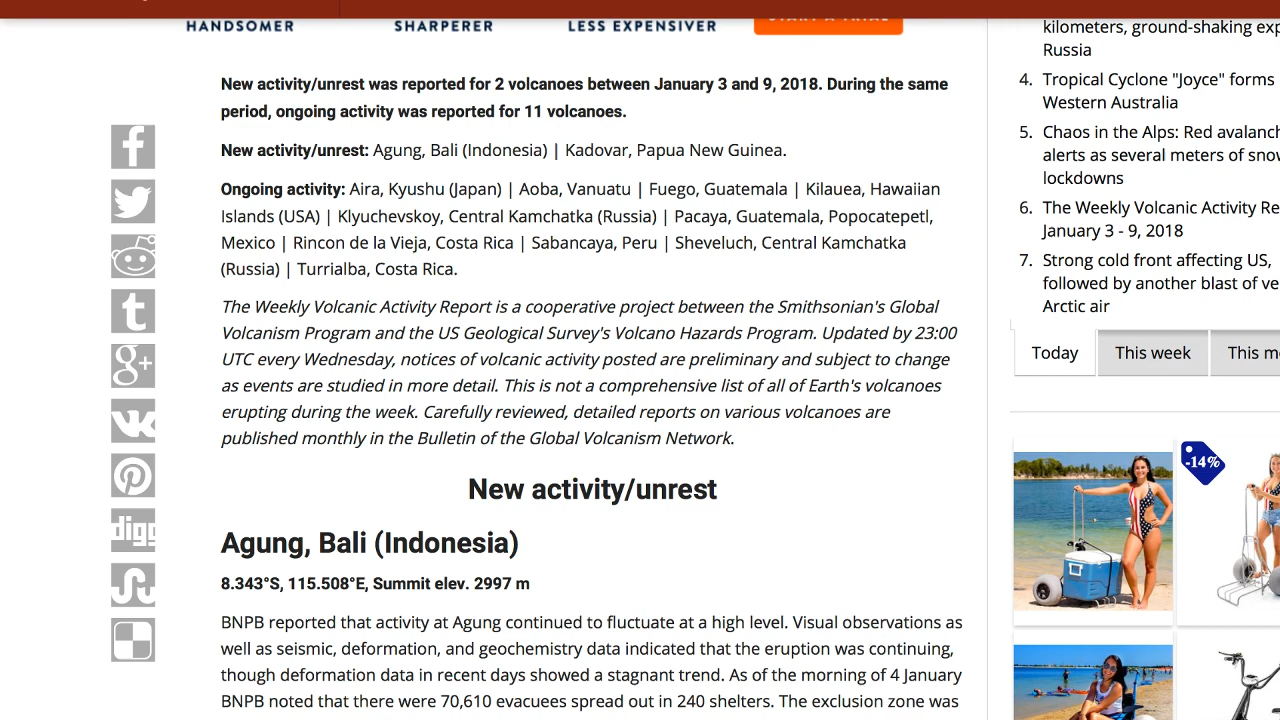 HANDSOMER
SHARPERER
LESS EXPENSIVER
START A TRIAL
New activity/unrest was reported for 2 volcanoes between January 3 and 9, 2018. During the same
period, ongoing activity was reported for 11 volcanoes.
New activity/unrest: Agung, Bali (Indonesia) | Kadovar, Papua New Guinea.
Ongoing activity: Aira, Kyushu (Japan) | Aoba, Vanuatu | Fuego, Guatemala | Kilauea, Hawaiian
Islands (USA) | Klyuchevskoy, Central Kamchatka (Russia) | Pacaya, Guatemala, Popocatepetl,
Mexico | Rincon de la Vieja, Costa Rica | Sabancaya, Peru | Sheveluch, Central Kamchatka
(Russia) | Turrialba, Costa Rica.
The Weekly Volcanic Activity Report is a cooperative project between the Smithsonian's Global
Volcanism Program and the US Geological Survey's Volcano Hazards Program. Updated by 23:00
UTC every Wednesday, notices of volcanic activity posted are preliminary and subject to change
as events are studied in more detail. This is not a comprehensive list of all of Earth's volcanoes
erupting during the week. Carefully reviewed, detailed reports on various volcanoes are
published monthly in the Bulletin of the Global Volcanism Network.
New activity/unrest
Agung, Bali (Indonesia)
8.343°S, 115.508°E, Summit elev. 2997 m
BNPB reported that activity at Agung continued to fluctuate at a high level. Visual observations as
well as seismic, deformation, and geochemistry data indicated that the eruption was continuing,
though deformation data in recent days showed a stagnant trend. As of the morning of 4 January
BNPB noted that there were 70,610 evacuees spread out in 240 shelters. The exclusion zone was
digg
kilometers, ground-shaking exp
Russia
4. Tropical Cyclone "Joyce" forms
Western Australia
5. Chaos in the Alps: Red avalanch
alerts as several meters of snow
lockdowns
6. The Weekly Volcanic Activity Re
January 3 - 9, 2018
7. Strong cold front affecting US,
followed by another blast of ve
Arctic air
Today
This week
This m
-14%